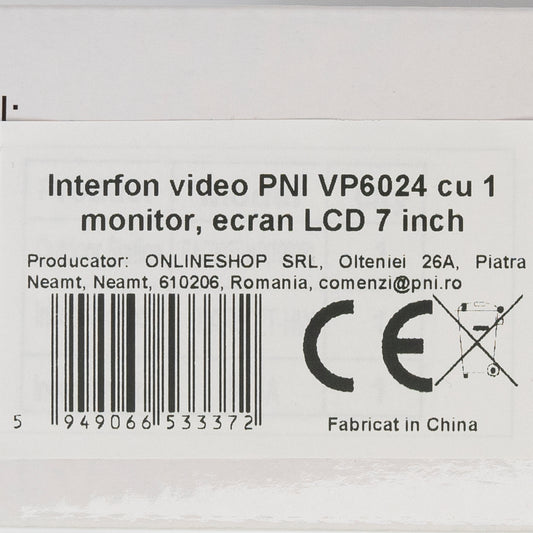 Interfon video PNI VP6024 cu 1
monitor, ecran LCD 7 inch
Producator: ONLINESHOP SRL, Olteniei 26A, Piatra
Neamt, Neamt, 610206, Romania, comenzi@pni.ro
CE
5 949066 533372
Fabricat in China